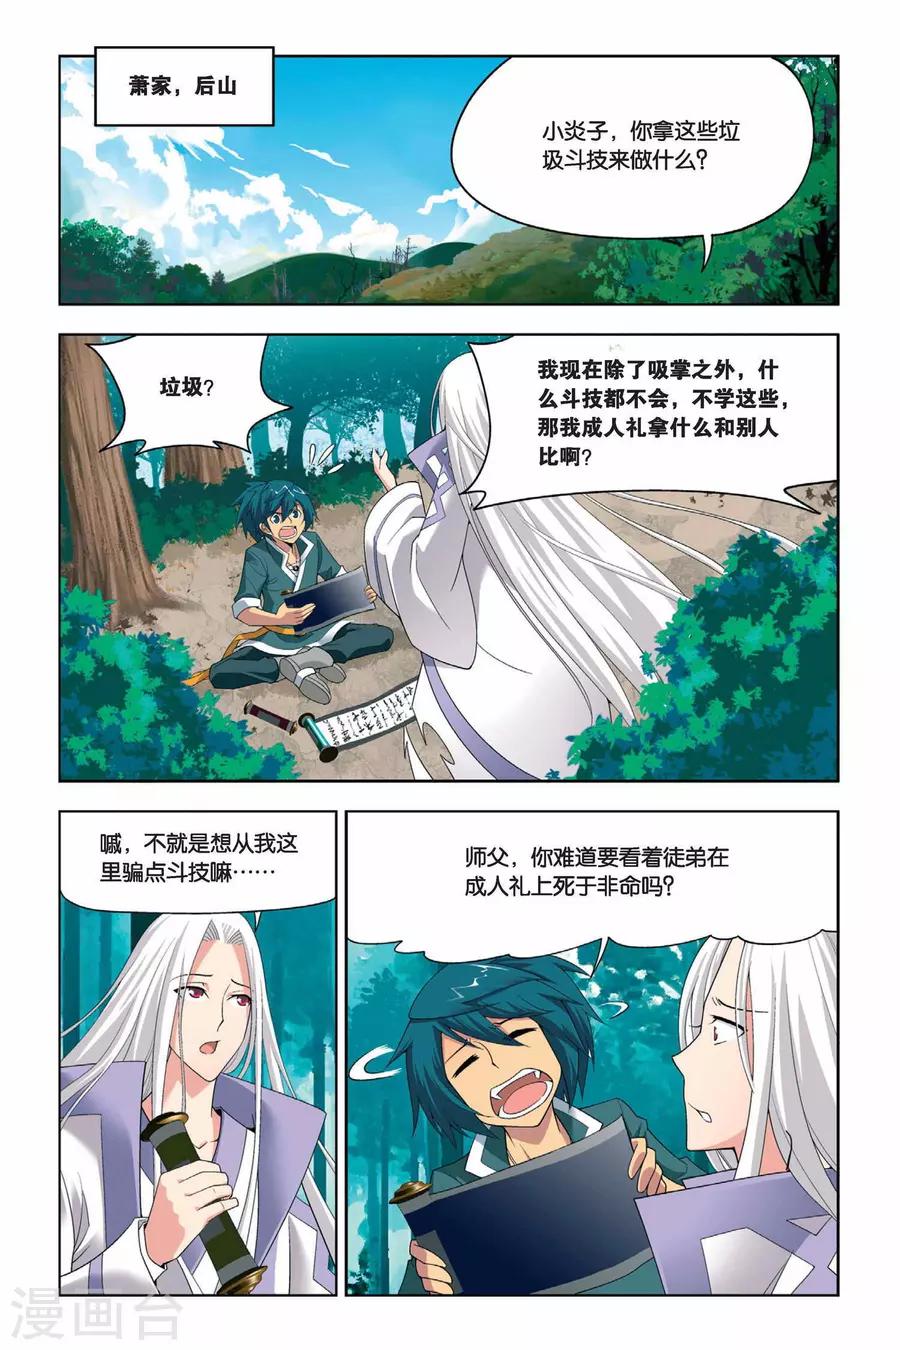 萧家，后山
小炎子，你拿这些垃
圾斗技来做什么？
垃圾？
我现在除了吸掌之外，什
么斗技都不会，不学这些，
那我成人礼拿什么和别人
比啊？
嘁，不就是想从我这
里骗点斗技嘛……
师父，你难道要看着徒弟在
成人礼上死于非命吗？
漫画台